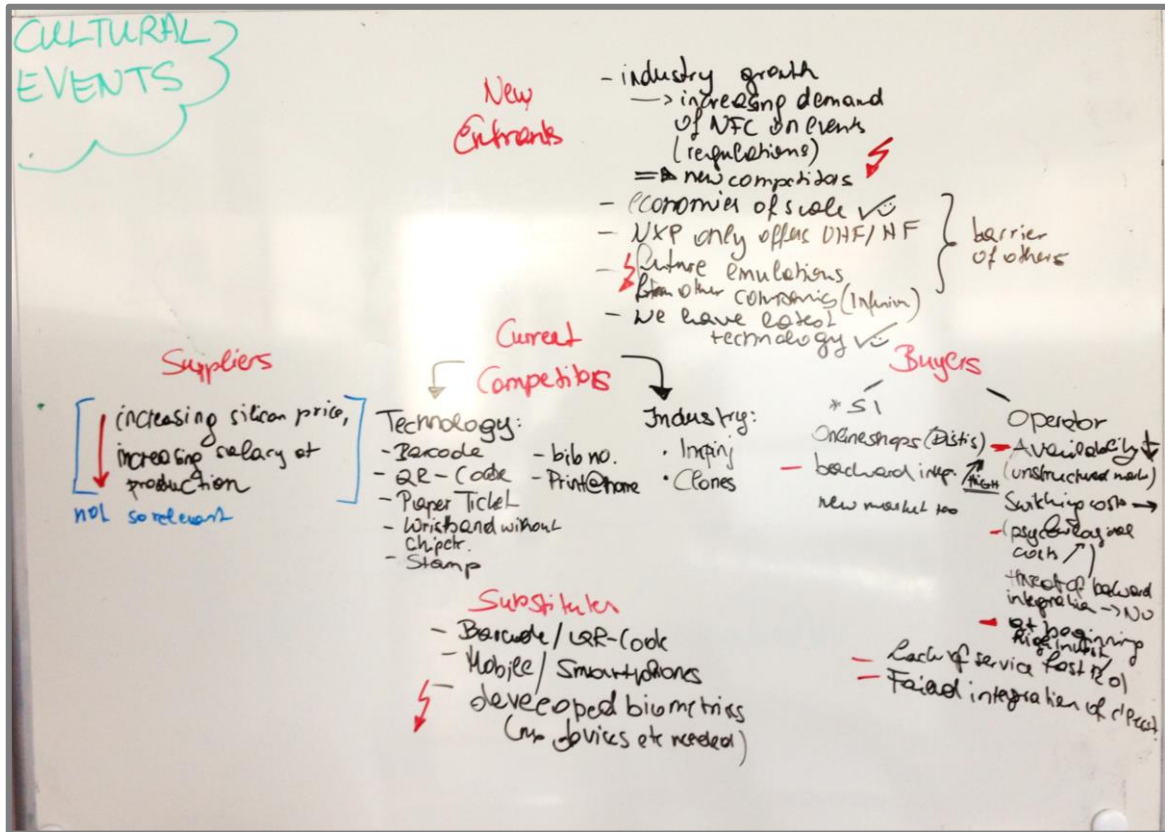 CULTURAL
EVENTS
New
Entrants
- industry growth
-> increasing demand
of NFC on events
(regulations)
=> new competitors
- economies of scale ✓☺
- NXP only offers UHF/HF
- future emulations
from other companies (Infineon)
- We have latest
technology ✓☺
} barrier
of others
Suppliers
increasing silicon price,
increasing salary at
production
not so relevant
Current
Competitors
Technology:
- Barcode
- QR-Code
- Paper Ticket
- Wristband without
Chip etc.
- Stamp
- bib no.
- Print@home
Industry:
· Impinj
· Clones
Substitutes
- Barcode / QR-Code
- Mobile / Smartphones
- developed biometrics
(no devices etc needed)
Buyers
* SI
Onlineshops (Distis)
- backward integr.
new market too
Operator
- Availability ↓
(unstructured)
Switching costs →
- (psychological
costs ↗)
threat of backward
integration -> NO
- at beginning
high
- Lack of service
- Failed integration of